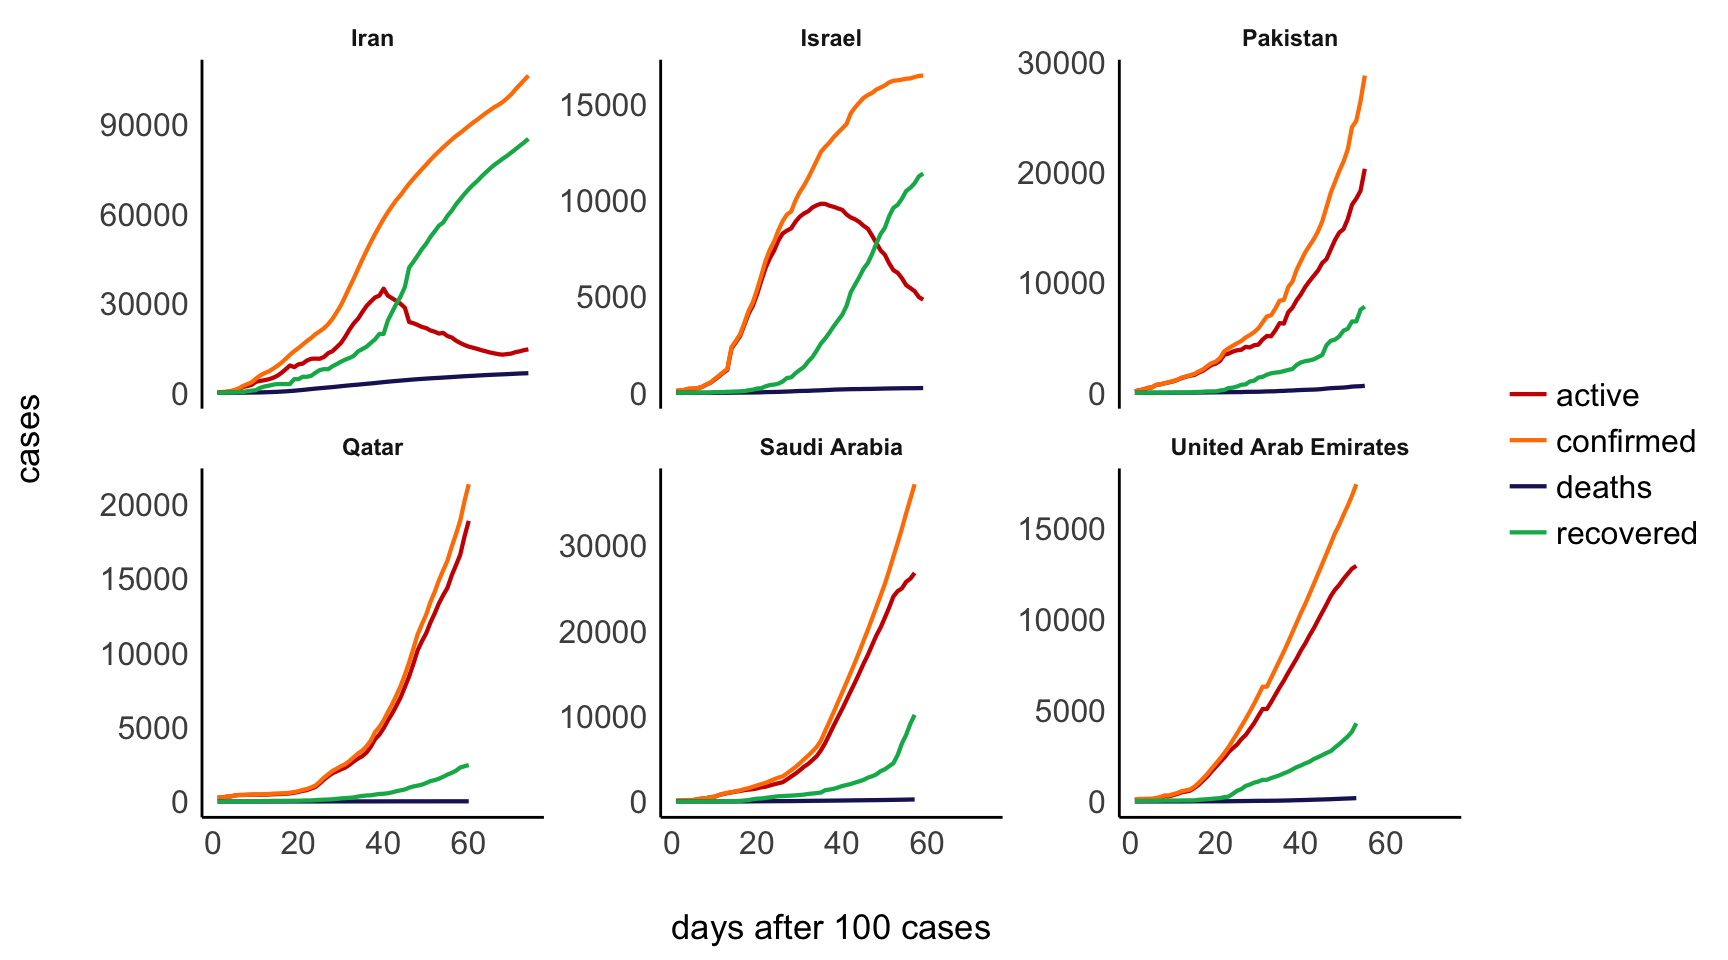 Iran
Israel
Pakistan
90000
60000
30000
0
15000
10000
5000
0
30000
20000
10000
0
cases
Qatar
Saudi Arabia
United Arab Emirates
20000
15000
10000
5000
0
30000
20000
10000
0
15000
10000
5000
0
0 20 40 60
0 20 40 60
0 20 40 60
days after 100 cases
active
confirmed
deaths
recovered